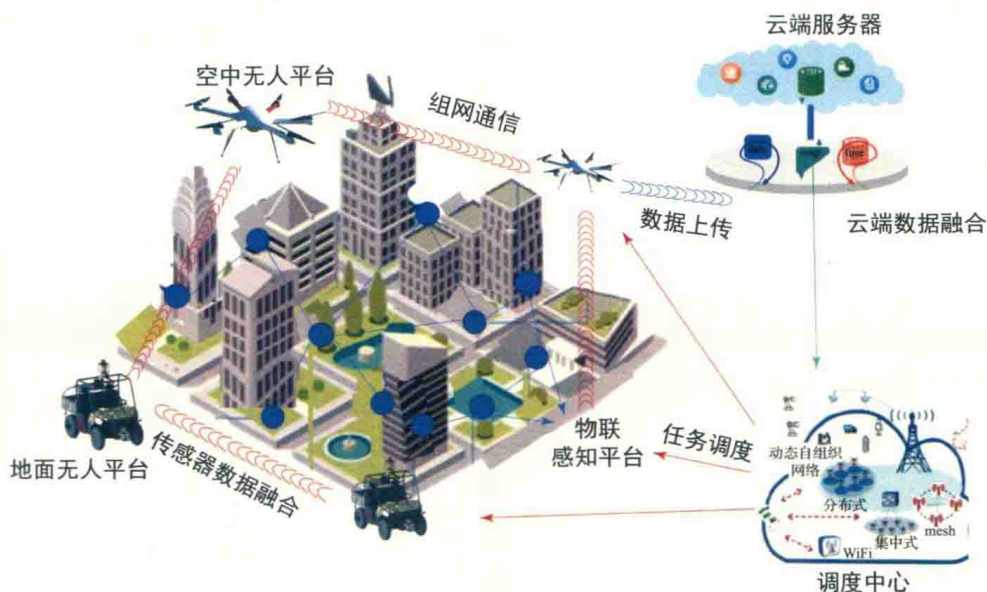 云端服务器
空中无人平台
组网通信
数据上传
云端数据融合
物联
感知平台
任务调度
地面无人平台
传感器数据融合
动态自组织
网络
分布式
集中式
mesh
WiFi
调度中心